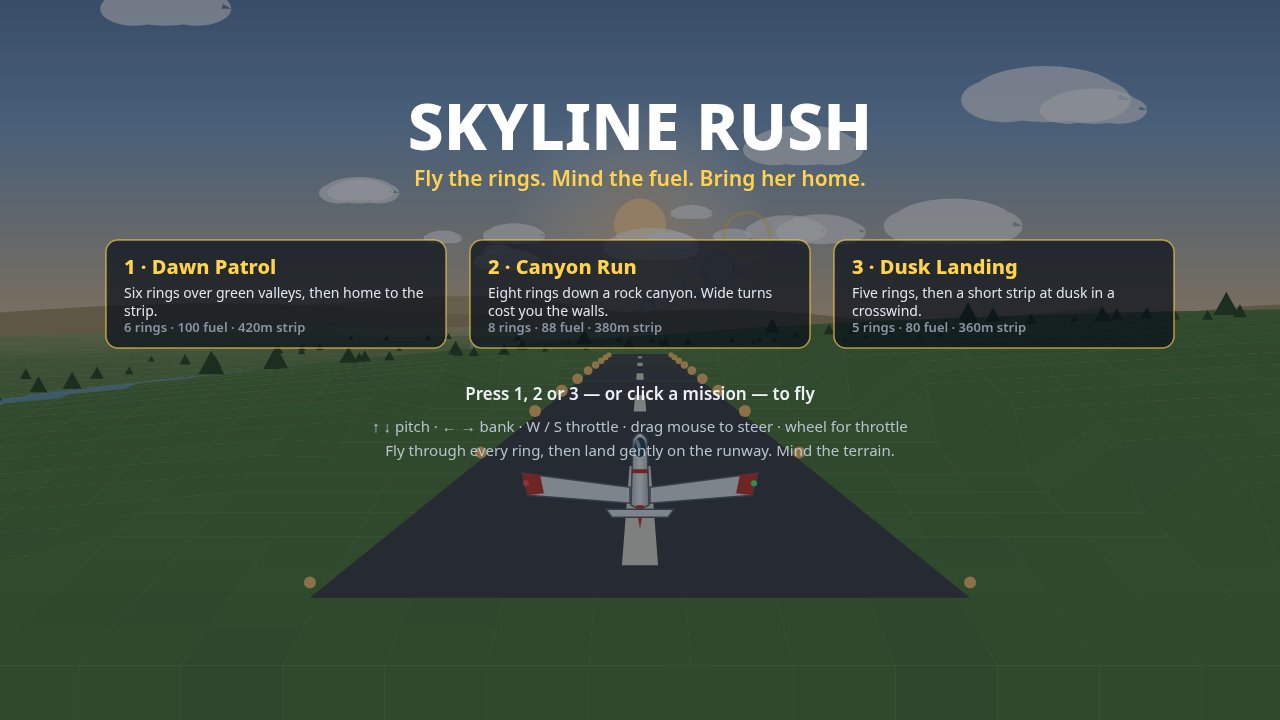 SKYLINE RUSH
Fly the rings. Mind the fuel. Bring her home.
1 · Dawn Patrol
Six rings over green valleys, then home to the
strip.
6 rings · 100 fuel · 420m strip
2 · Canyon Run
Eight rings down a rock canyon. Wide turns
cost you the walls.
8 rings · 88 fuel · 380m strip
3 · Dusk Landing
Five rings, then a short strip at dusk in a
crosswind.
5 rings · 80 fuel · 360m strip
Press 1, 2 or 3 — or click a mission — to fly
↑ ↓ pitch · ← → bank · W / S throttle · drag mouse to steer · wheel for throttle
Fly through every ring, then land gently on the runway. Mind the terrain.